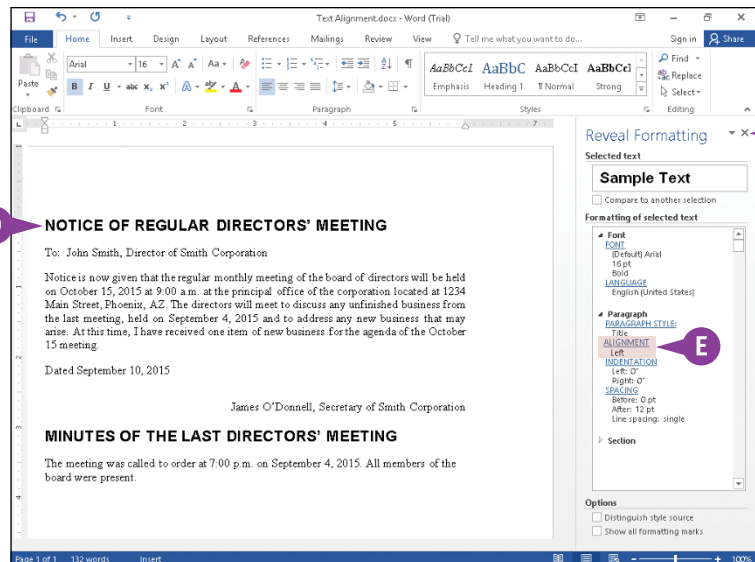 Text Alignment.docx - Word (Trial)
File Home Insert Design Layout References Mailings Review View Tell me what you want to do... Sign in Share
Paste
Clipboard
Arial 16 A A Aa
B I U abc x₂ x² A A
Font
Paragraph
AaBbCcI AaBbC AaBbCcI AaBbCcI
Emphasis Heading 1 ¶ Normal Strong
Styles
Find
Replace
Select
Editing
1 2 3 4 5 7
NOTICE OF REGULAR DIRECTORS’ MEETING
To: John Smith, Director of Smith Corporation
Notice is now given that the regular monthly meeting of the board of directors will be held
on October 15, 2015 at 9:00 a.m. at the principal office of the corporation located at 1234
Main Street, Phoenix, AZ. The directors will meet to discuss any unfinished business from
the last meeting, held on September 4, 2015 and to address any new business that may
arise. At this time, I have received one item of new business for the agenda of the October
15 meeting.
Dated September 10, 2015
James O’Donnell, Secretary of Smith Corporation
MINUTES OF THE LAST DIRECTORS’ MEETING
The meeting was called to order at 7:00 p.m. on September 4, 2015. All members of the
board were present.
Reveal Formatting
Selected text
Sample Text
Compare to another selection
Formatting of selected text
Font
FONT
(Default) Arial
16 pt
Bold
LANGUAGE
English (United States)
Paragraph
PARAGRAPH STYLE:
Title
ALIGNMENT
Left
E
INDENTATION
Left: 0"
Right: 0"
SPACING
Before: 0 pt
After: 12 pt
Line spacing: single
Section
Options
Distinguish style source
Show all formatting marks
Page 1 of 1 132 words Insert 100%